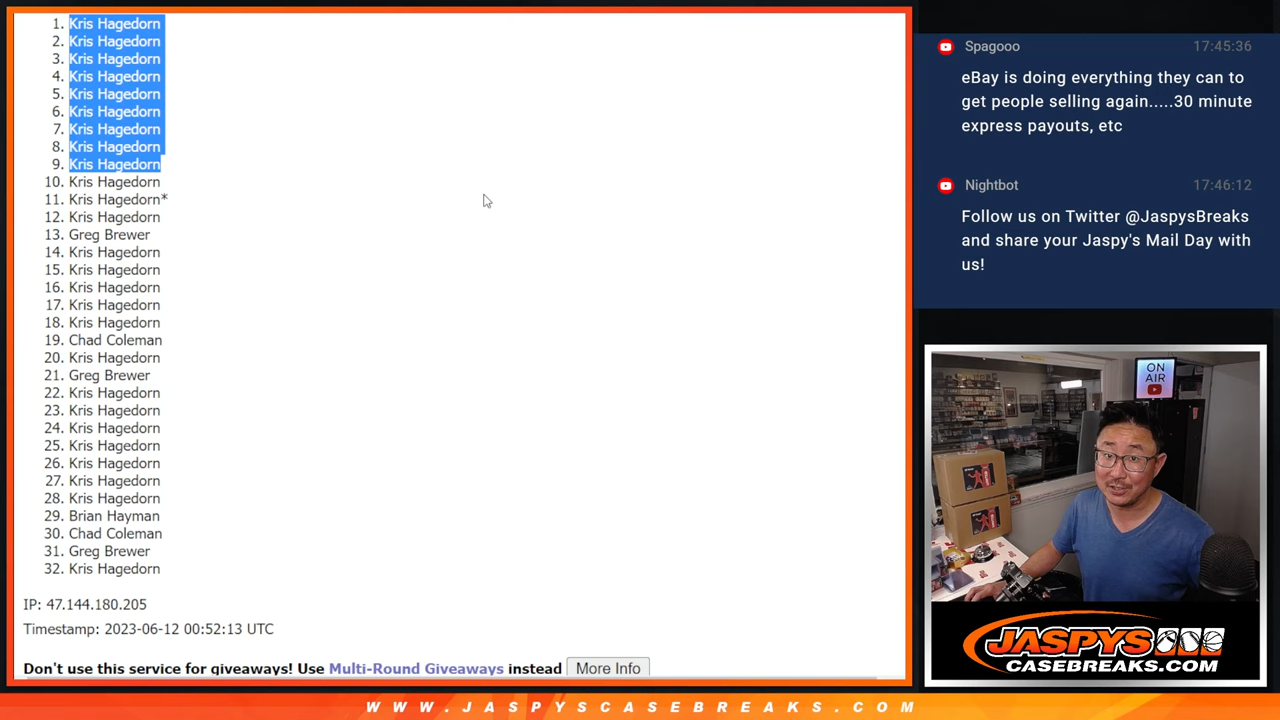 1. Kris Hagedorn
2. Kris Hagedorn
3. Kris Hagedorn
4. Kris Hagedorn
5. Kris Hagedorn
6. Kris Hagedorn
7. Kris Hagedorn
8. Kris Hagedorn
9. Kris Hagedorn
10. Kris Hagedorn
11. Kris Hagedorn*
12. Kris Hagedorn
13. Greg Brewer
14. Kris Hagedorn
15. Kris Hagedorn
16. Kris Hagedorn
17. Kris Hagedorn
18. Kris Hagedorn
19. Chad Coleman
20. Kris Hagedorn
21. Greg Brewer
22. Kris Hagedorn
23. Kris Hagedorn
24. Kris Hagedorn
25. Kris Hagedorn
26. Kris Hagedorn
27. Kris Hagedorn
28. Kris Hagedorn
29. Brian Hayman
30. Chad Coleman
31. Greg Brewer
32. Kris Hagedorn
IP: 47.144.180.205
Timestamp: 2023-06-12 00:52:13 UTC
Don't use this service for giveaways! Use Multi-Round Giveaways instead More Info
Spagooo 17:45:36
eBay is doing everything they can to
get people selling again.....30 minute
express payouts, etc
Nightbot 17:46:12
Follow us on Twitter @JaspysBreaks
and share your Jaspy's Mail Day with
us!
ON
AIR
JASPYS
CASEBREAKS.COM
WWW.JASPYSCASEBREAKS.COM